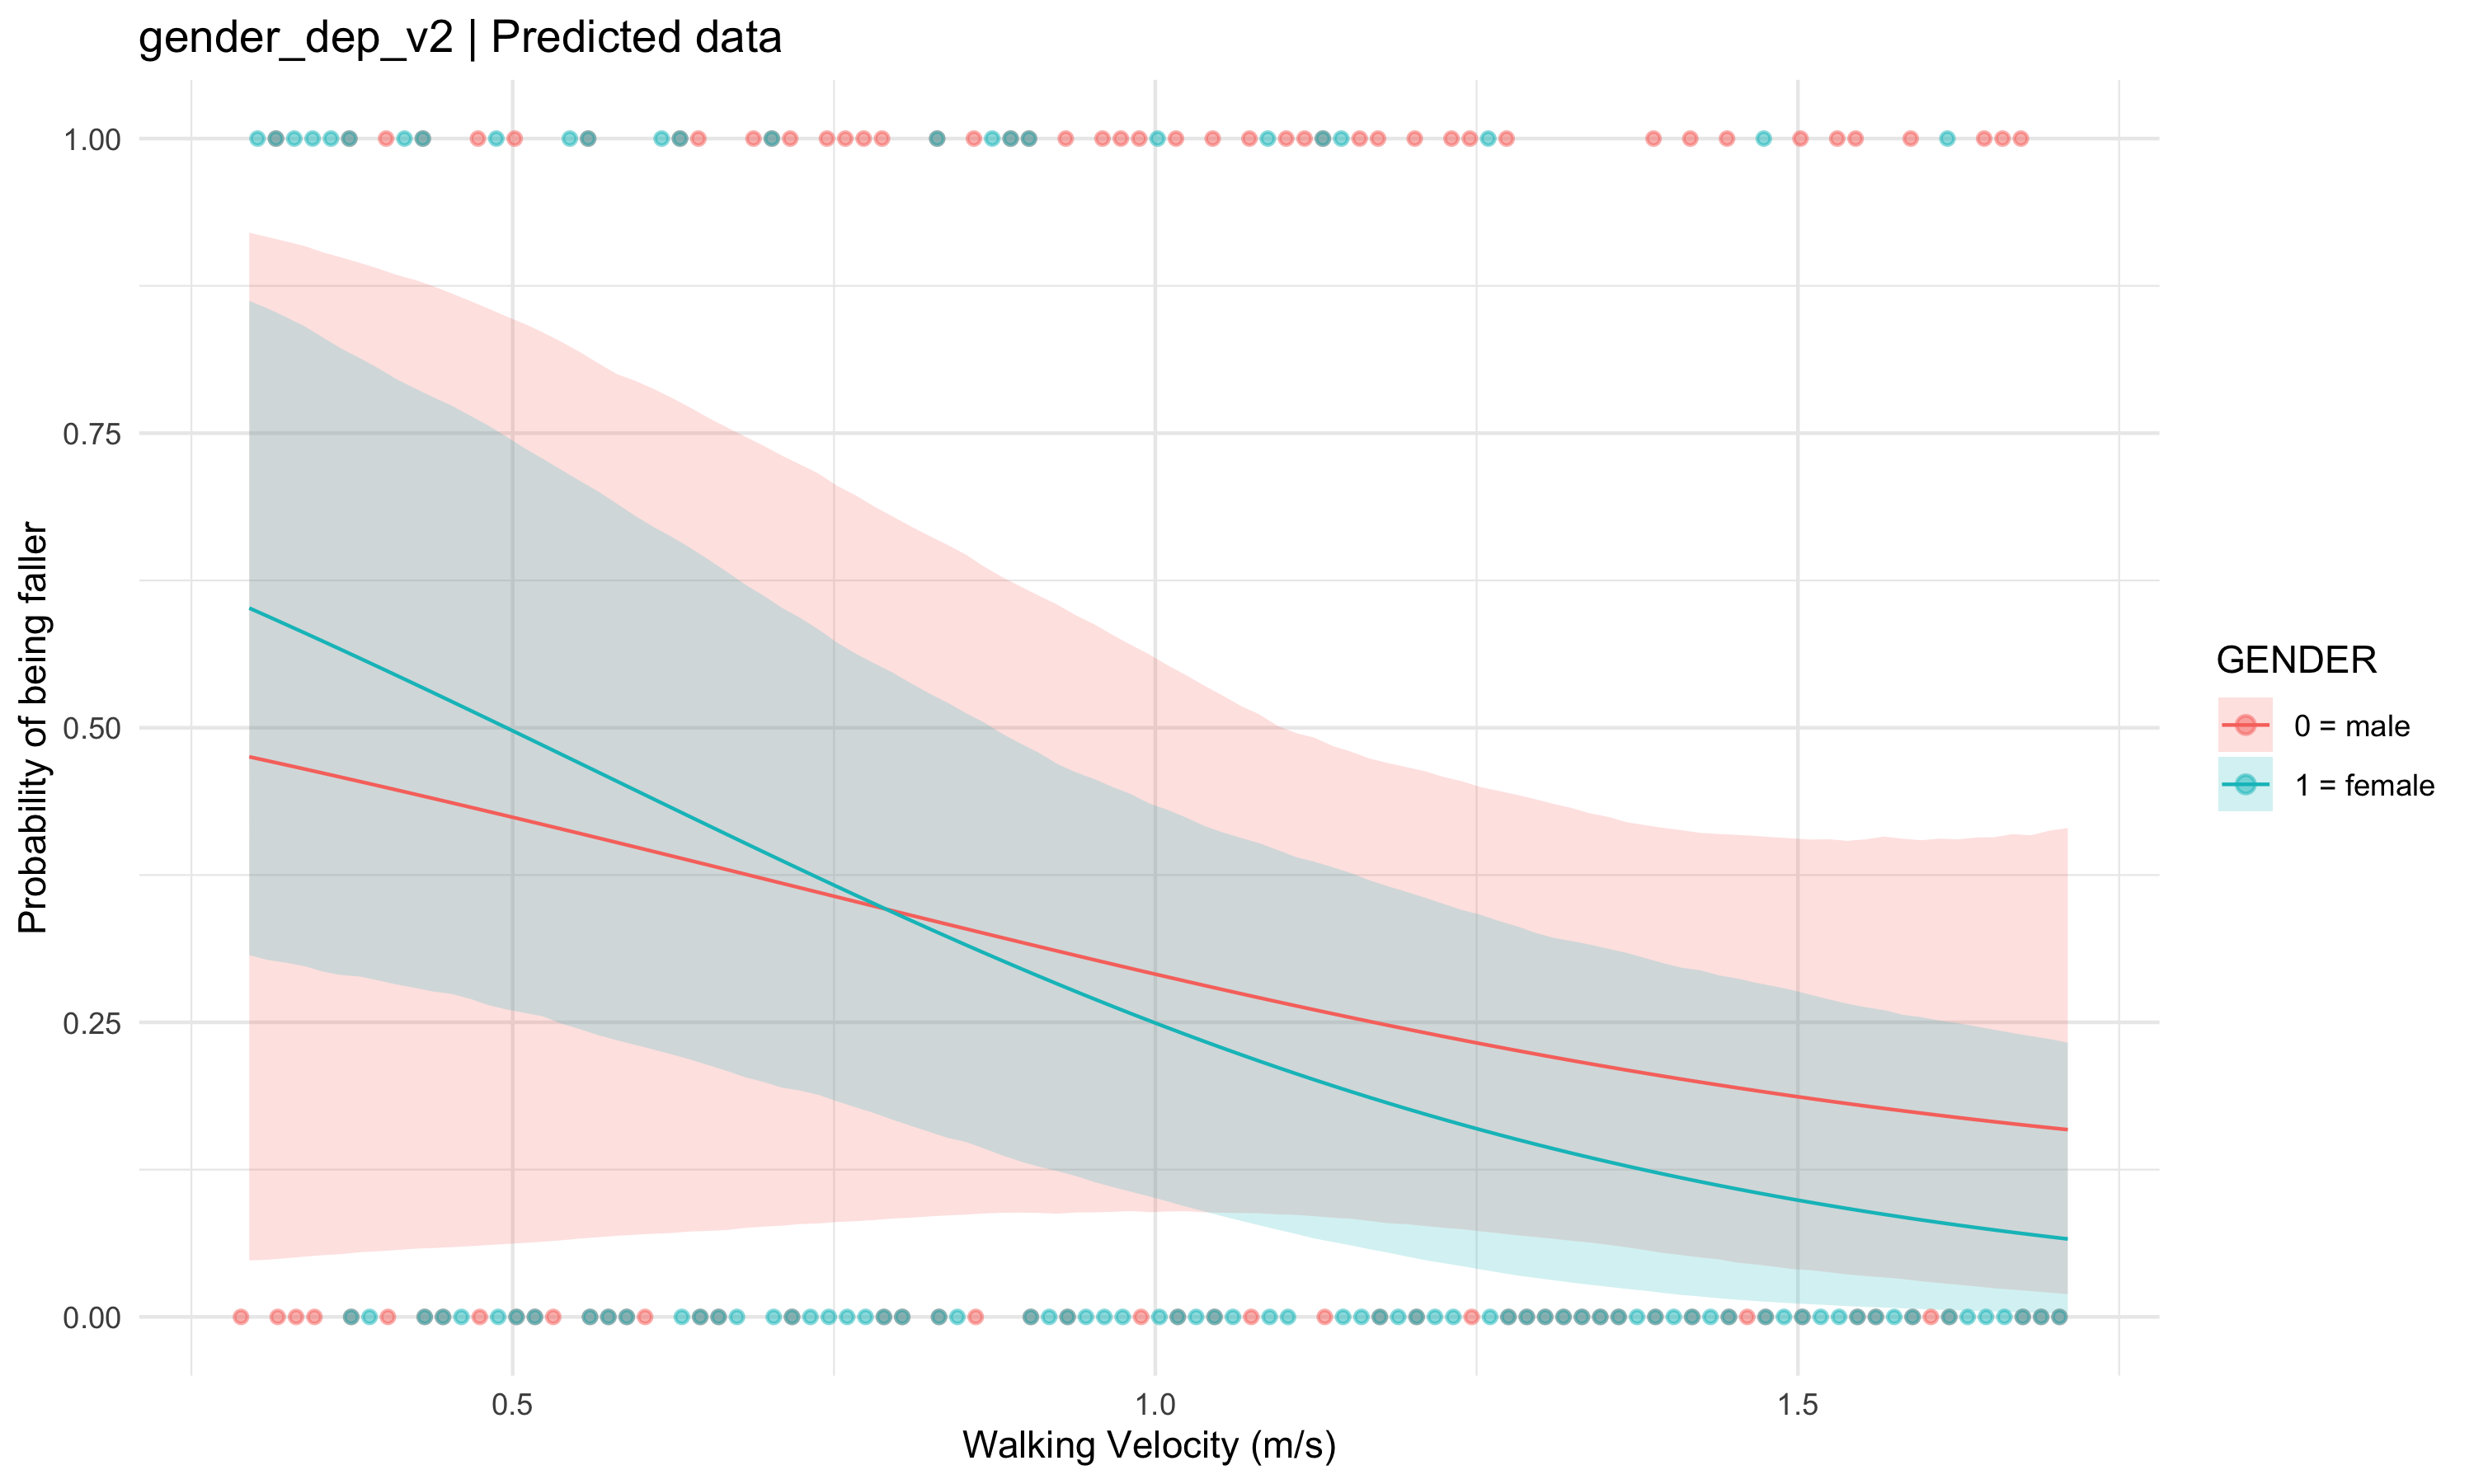 gender_dep_v2 | Predicted data
1.00
0.75
0.50
0.25
0.00
Probability of being faller
0.5
1.0
1.5
Walking Velocity (m/s)
GENDER
0 = male
1 = female